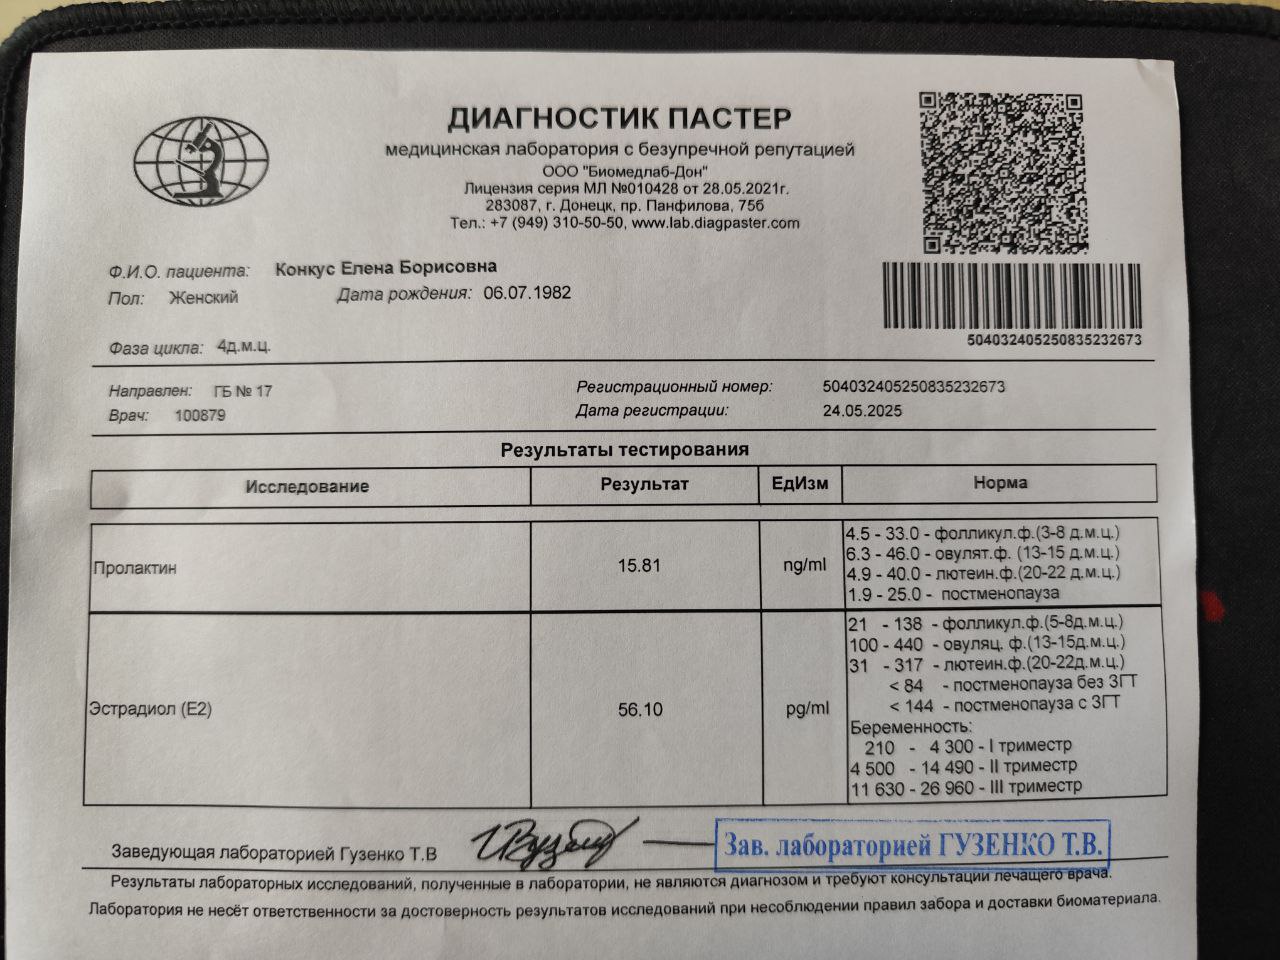 ДИАГНОСТИК ПАСТЕР
медицинская лаборатория с безупречной репутацией
ООО "Биомедлаб-Дон"
Лицензия серия МЛ №010428 от 28.05.2021г.
283087, г. Донецк, пр. Панфилова, 75б
Тел.: +7 (949) 310-50-50, www.lab.diagpaster.com
Ф.И.О. пациента: Конкус Елена Борисовна
Пол: Женский Дата рождения: 06.07.1982
504032405250835232673
Фаза цикла: 4д.м.ц.
Направлен: ГБ № 17 Регистрационный номер: 504032405250835232673
Врач: 100879 Дата регистрации: 24.05.2025
Результаты тестирования
Исследование Результат ЕдИзм Норма
Пролактин 15.81 ng/ml
4.5 - 33.0 - фолликул.ф.(3-8 д.м.ц.)
6.3 - 46.0 - овулят.ф. (13-15 д.м.ц.)
4.9 - 40.0 - лютеин.ф.(20-22 д.м.ц.)
1.9 - 25.0 - постменопауза
Эстрадиол (Е2) 56.10 pg/ml
21 - 138 - фолликул.ф.(5-8д.м.ц.)
100 - 440 - овуляц. ф.(13-15д.м.ц.)
31 - 317 - лютеин.ф.(20-22д.м.ц.)
< 84 - постменопауза без ЗГТ
< 144 - постменопауза с ЗГТ
Беременность:
210 - 4 300 - I триместр
4 500 - 14 490 - II триместр
11 630 - 26 960 - III триместр
Заведующая лабораторией Гузенко Т.В
Зав. лабораторией ГУЗЕНКО Т.В.
Результаты лабораторных исследований, полученные в лаборатории, не являются диагнозом и требуют консультации лечащего врача.
Лаборатория не несёт ответственности за достоверность результатов исследований при несоблюдении правил забора и доставки биоматериала.